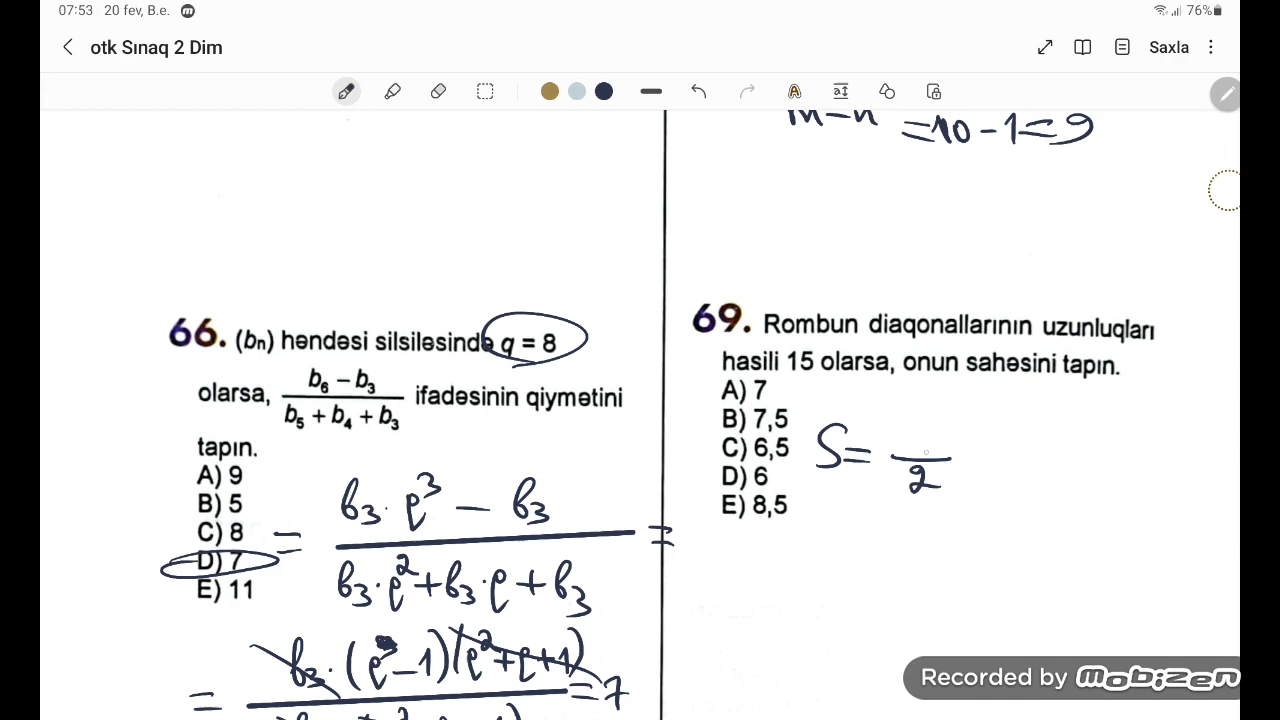 07:53 20 fev, B.e. 76%
otk Sınaq 2 Dim
Saxla
= 10 - 1 = 9
66. (bn) həndəsi silsiləsində q = 8
olarsa, b₆ − b₃ / b₅ + b₄ + b₃ ifadəsinin qiymətini
tapın.
A) 9
B) 5
C) 8
D) 7
E) 11
= b₃ · q³ − b₃ =
b₃ · q² + b₃ · q + b₃
= b₃ · (q − 1)(q² + q + 1) = 7
69. Rombun diaqonallarının uzunluqları
hasili 15 olarsa, onun sahəsini tapın.
A) 7
B) 7,5
C) 6,5
D) 6
E) 8,5
S = / 2
Recorded by mobizen